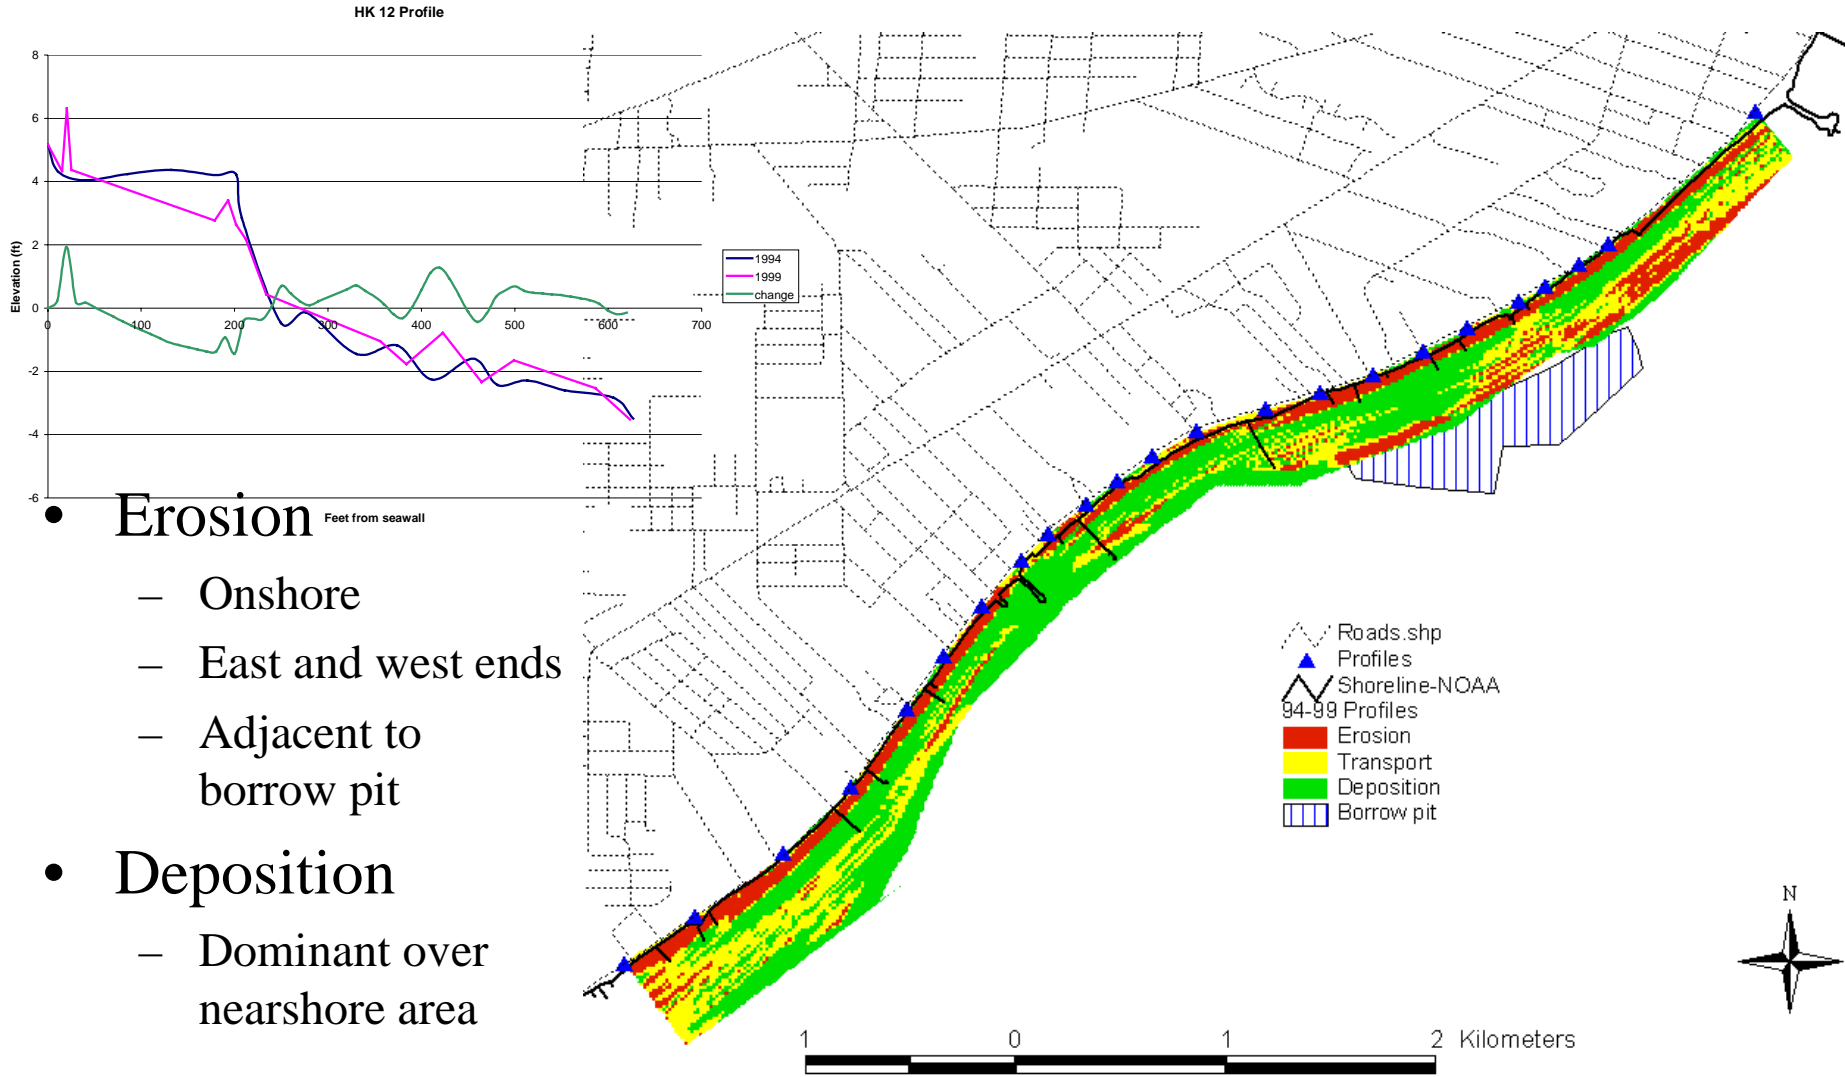 HK 12 Profile
8
6
4
2
0
-2
-4
-6
Elevation (ft)
0 100 200 300 400 500 600 700
Feet from seawall
1994
1999
change
• Erosion
– Onshore
– East and west ends
– Adjacent to
borrow pit
• Deposition
– Dominant over
nearshore area
Roads.shp
Profiles
Shoreline-NOAA
94-99 Profiles
Erosion
Transport
Deposition
Borrow pit
N
1 0 1 2 Kilometers